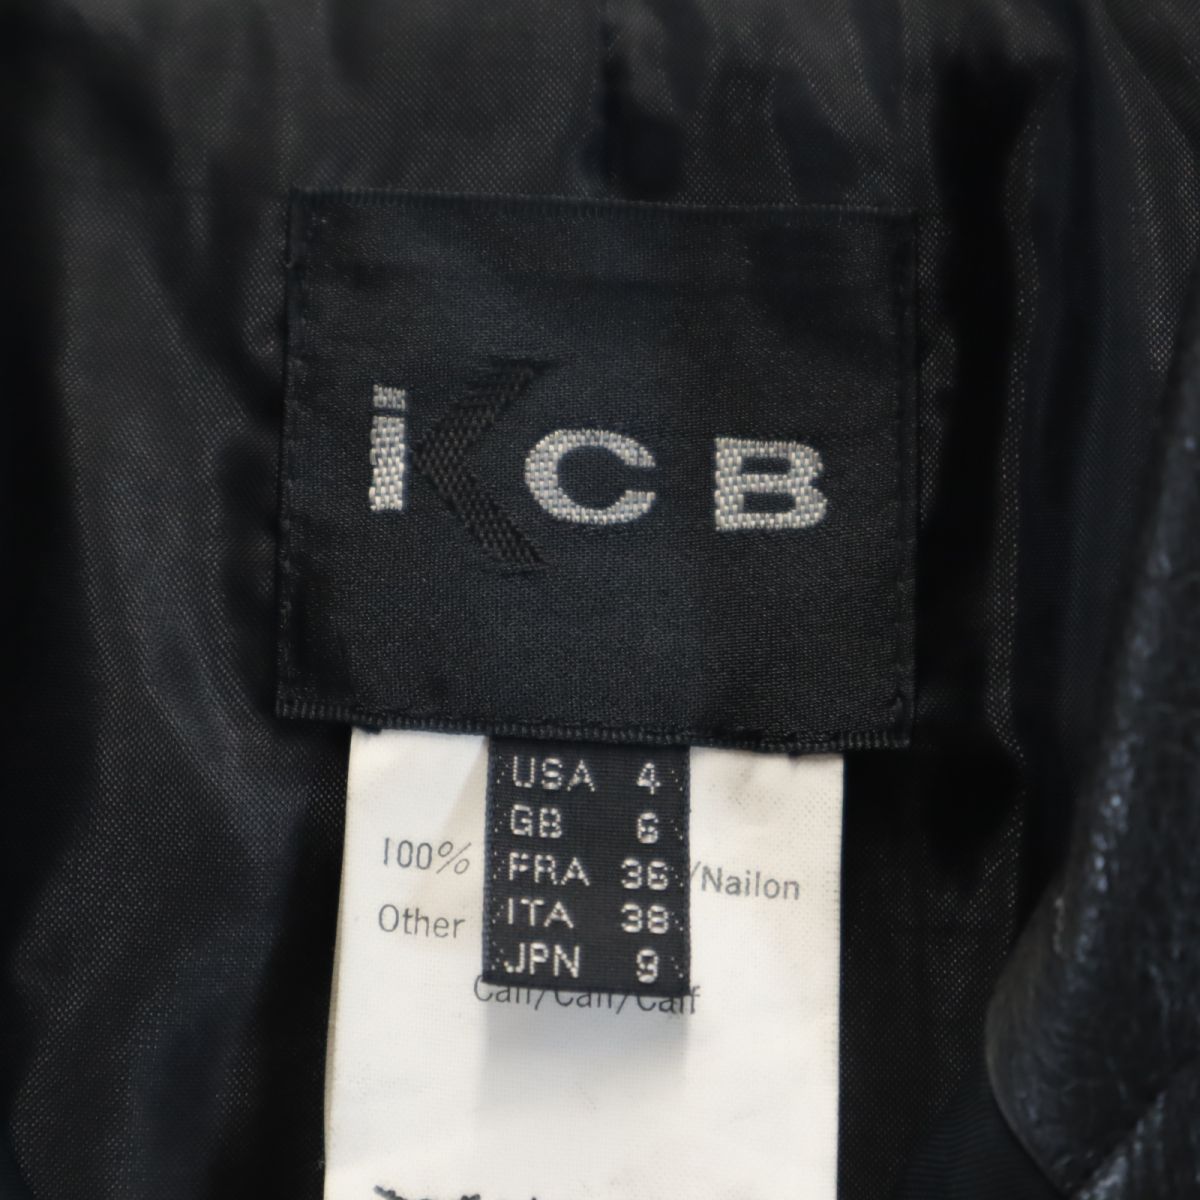 iCB
USA 4
GB 6
FRA 36
ITA 38
JPN 9
100% /Nailon
Other
Calf/Calf/Calf